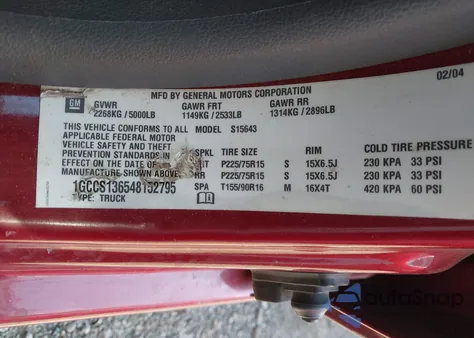 02/04
MFD BY GENERAL MOTORS CORPORATION
GM GVWR GAWR FRT GAWR RR
2268KG / 5000LB 1149KG / 2533LB 1314KG / 2896LB
THIS VEHICLE CONFORMS TO ALL MODEL S15643
APPLICABLE FEDERAL MOTOR
VEHICLE SAFETY AND THEFT
PREVENTION STANDARDS IN SPK RIM COLD TIRE PRESSURE
EFFECT ON THE DATE OF P225/75R15 S 15X6.5J 230 KPA 33 PSI
MANUFACTURE SHOWN ABOVE. P225/75R15 S 15X6.5J 230 KPA 33 PSI
1GCCS136548152795 SPA T155/90R16 M 16X4T 420 KPA 60 PSI
TYPE: TRUCK
AutoSnap